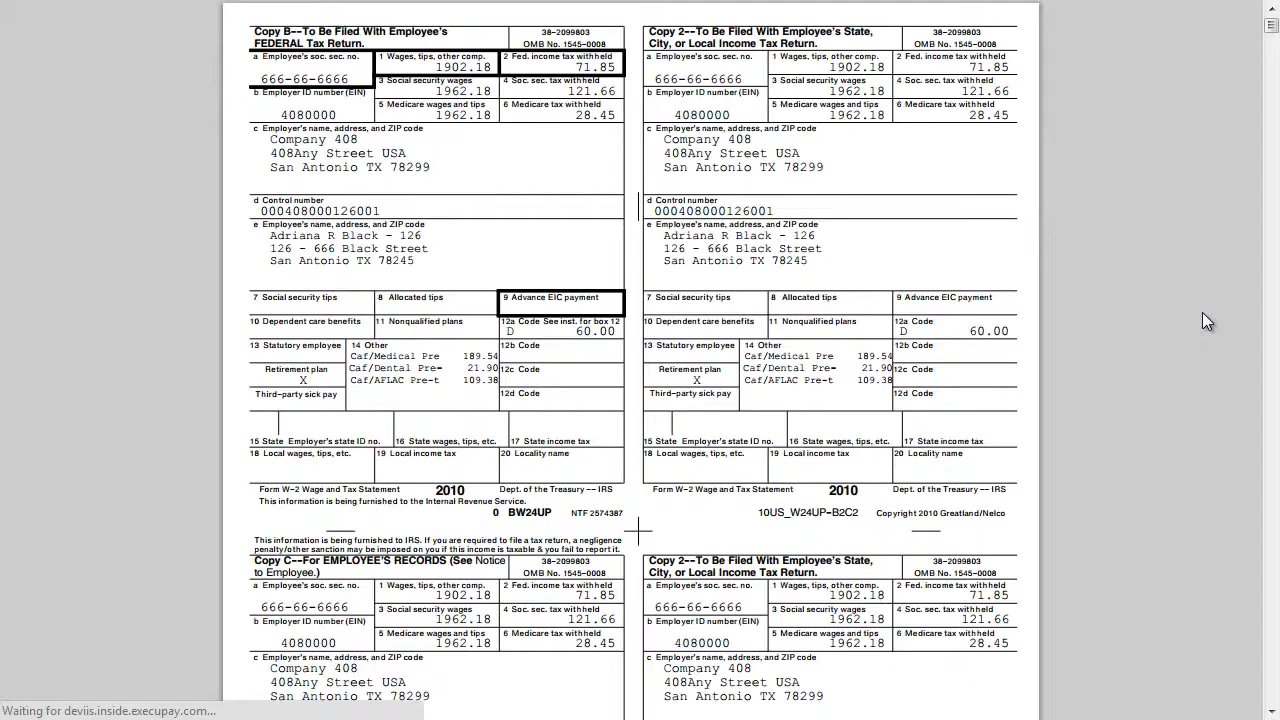 Copy B--To Be Filed With Employee's
FEDERAL Tax Return.
38-2099803
OMB No. 1545-0008
a Employee's soc. sec. no.
666-66-6666
1 Wages, tips, other comp.
1902.18
2 Fed. income tax withheld
71.85
3 Social security wages
1962.18
4 Soc. sec. tax withheld
121.66
b Employer ID number (EIN)
4080000
5 Medicare wages and tips
1962.18
6 Medicare tax withheld
28.45
c Employer's name, address, and ZIP code
Company 408
408Any Street USA
San Antonio TX 78299
d Control number
000408000126001
e Employee's name, address, and ZIP code
Adriana R Black - 126
126 - 666 Black Street
San Antonio TX 78245
7 Social security tips
8 Allocated tips
9 Advance EIC payment
10 Dependent care benefits
11 Nonqualified plans
12a Code See inst. for box 12
D 60.00
13 Statutory employee
14 Other
Caf/Medical Pre 189.54
Caf/Dental Pre- 21.90
Caf/AFLAC Pre-t 109.38
12b Code
Retirement plan
X
12c Code
Third-party sick pay
12d Code
15 State Employer's state ID no.
16 State wages, tips, etc.
17 State income tax
18 Local wages, tips, etc.
19 Local income tax
20 Locality name
Form W-2 Wage and Tax Statement
2010
Dept. of the Treasury -- IRS
This information is being furnished to the Internal Revenue Service.
0 BW24UP NTF 2574387
Copy 2--To Be Filed With Employee's State,
City, or Local Income Tax Return.
38-2099803
OMB No. 1545-0008
a Employee's soc. sec. no.
666-66-6666
1 Wages, tips, other comp.
1902.18
2 Fed. income tax withheld
71.85
3 Social security wages
1962.18
4 Soc. sec. tax withheld
121.66
b Employer ID number (EIN)
4080000
5 Medicare wages and tips
1962.18
6 Medicare tax withheld
28.45
c Employer's name, address, and ZIP code
Company 408
408Any Street USA
San Antonio TX 78299
d Control number
000408000126001
e Employee's name, address, and ZIP code
Adriana R Black - 126
126 - 666 Black Street
San Antonio TX 78245
7 Social security tips
8 Allocated tips
9 Advance EIC payment
10 Dependent care benefits
11 Nonqualified plans
12a Code
D 60.00
13 Statutory employee
14 Other
Caf/Medical Pre 189.54
Caf/Dental Pre- 21.90
Caf/AFLAC Pre-t 109.38
12b Code
Retirement plan
X
12c Code
Third-party sick pay
12d Code
15 State Employer's state ID no.
16 State wages, tips, etc.
17 State income tax
18 Local wages, tips, etc.
19 Local income tax
20 Locality name
Form W-2 Wage and Tax Statement
2010
Dept. of the Treasury -- IRS
10US_W24UP-B2C2 Copyright 2010 Greatland/Nelco
This information is being furnished to IRS. If you are required to file a tax return, a negligence
penalty/other sanction may be imposed on you if this income is taxable & you fail to report it.
Copy C--For EMPLOYEE'S RECORDS (See Notice
to Employee.)
38-2099803
OMB No. 1545-0008
a Employee's soc. sec. no.
666-66-6666
1 Wages, tips, other comp.
1902.18
2 Fed. income tax withheld
71.85
3 Social security wages
1962.18
4 Soc. sec. tax withheld
121.66
b Employer ID number (EIN)
4080000
5 Medicare wages and tips
1962.18
6 Medicare tax withheld
28.45
c Employer's name, address, and ZIP code
Company 408
408Any Street USA
San Antonio TX 78299
Copy 2--To Be Filed With Employee's State,
City, or Local Income Tax Return.
38-2099803
OMB No. 1545-0008
a Employee's soc. sec. no.
666-66-6666
1 Wages, tips, other comp.
1902.18
2 Fed. income tax withheld
71.85
3 Social security wages
1962.18
4 Soc. sec. tax withheld
121.66
b Employer ID number (EIN)
4080000
5 Medicare wages and tips
1962.18
6 Medicare tax withheld
28.45
c Employer's name, address, and ZIP code
Company 408
408Any Street USA
San Antonio TX 78299
Waiting for deviis.inside.execupay.com...